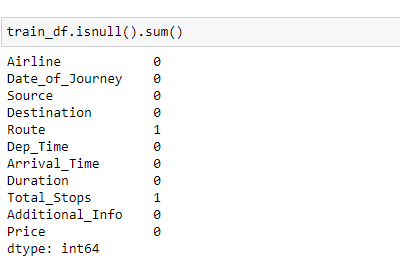 train_df.isnull().sum()
Airline 0
Date_of_Journey 0
Source 0
Destination 0
Route 1
Dep_Time 0
Arrival_Time 0
Duration 0
Total_Stops 1
Additional_Info 0
Price 0
dtype: int64